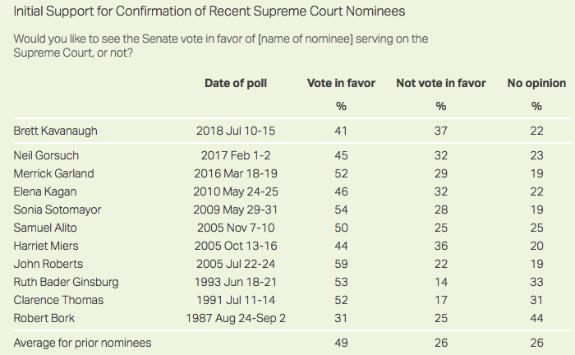 Initial Support for Confirmation of Recent Supreme Court Nominees
Would you like to see the Senate vote in favor of [name of nominee] serving on the
Supreme Court, or not?
Date of poll Vote in favor Not vote in favor No opinion
% % %
Brett Kavanaugh 2018 Jul 10-15 41 37 22
Neil Gorsuch 2017 Feb 1-2 45 32 23
Merrick Garland 2016 Mar 18-19 52 29 19
Elena Kagan 2010 May 24-25 46 32 22
Sonia Sotomayor 2009 May 29-31 54 28 19
Samuel Alito 2005 Nov 7-10 50 25 25
Harriet Miers 2005 Oct 13-16 44 36 20
John Roberts 2005 Jul 22-24 59 22 19
Ruth Bader Ginsburg 1993 Jun 18-21 53 14 33
Clarence Thomas 1991 Jul 11-14 52 17 31
Robert Bork 1987 Aug 24-Sep 2 31 25 44
Average for prior nominees 49 26 26